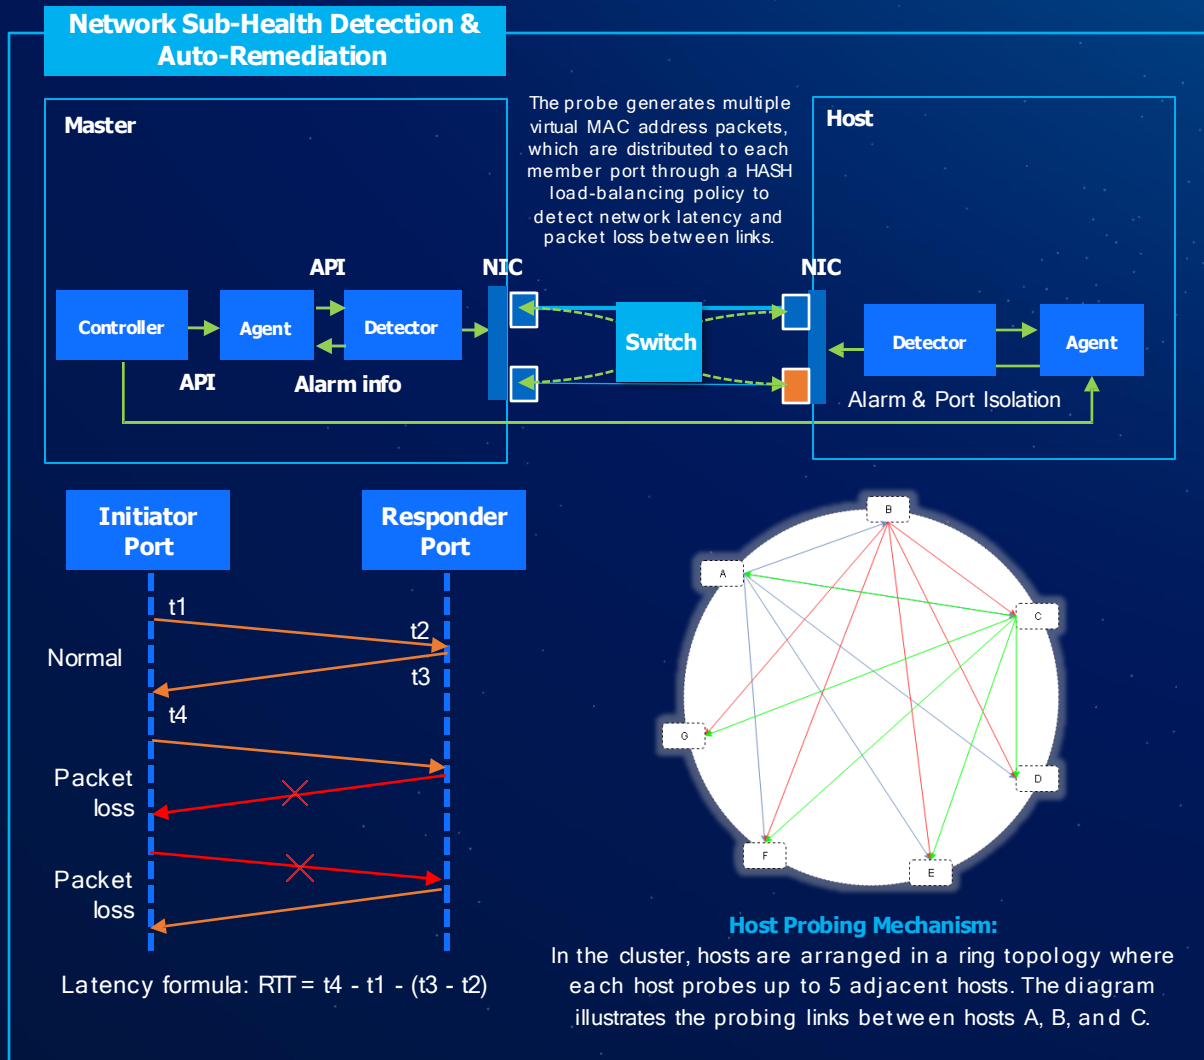 Network Sub-Health Detection &
Auto-Remediation
Master
The probe generates multiple
virtual MAC address packets,
which are distributed to each
member port through a HASH
load-balancing policy to
detect network latency and
packet loss between links.
Host
API
NIC
NIC
Controller
Agent
Detector
Switch
Detector
Agent
API
Alarm info
Alarm & Port Isolation
Initiator
Port
Responder
Port
t1
t2
Normal
t3
t4
Packet
loss
Packet
loss
Latency formula: RTT = t4 - t1 - (t3 - t2)
B
A
C
G
D
F
E
Host Probing Mechanism:
In the cluster, hosts are arranged in a ring topology where
each host probes up to 5 adjacent hosts. The diagram
illustrates the probing links between hosts A, B, and C.